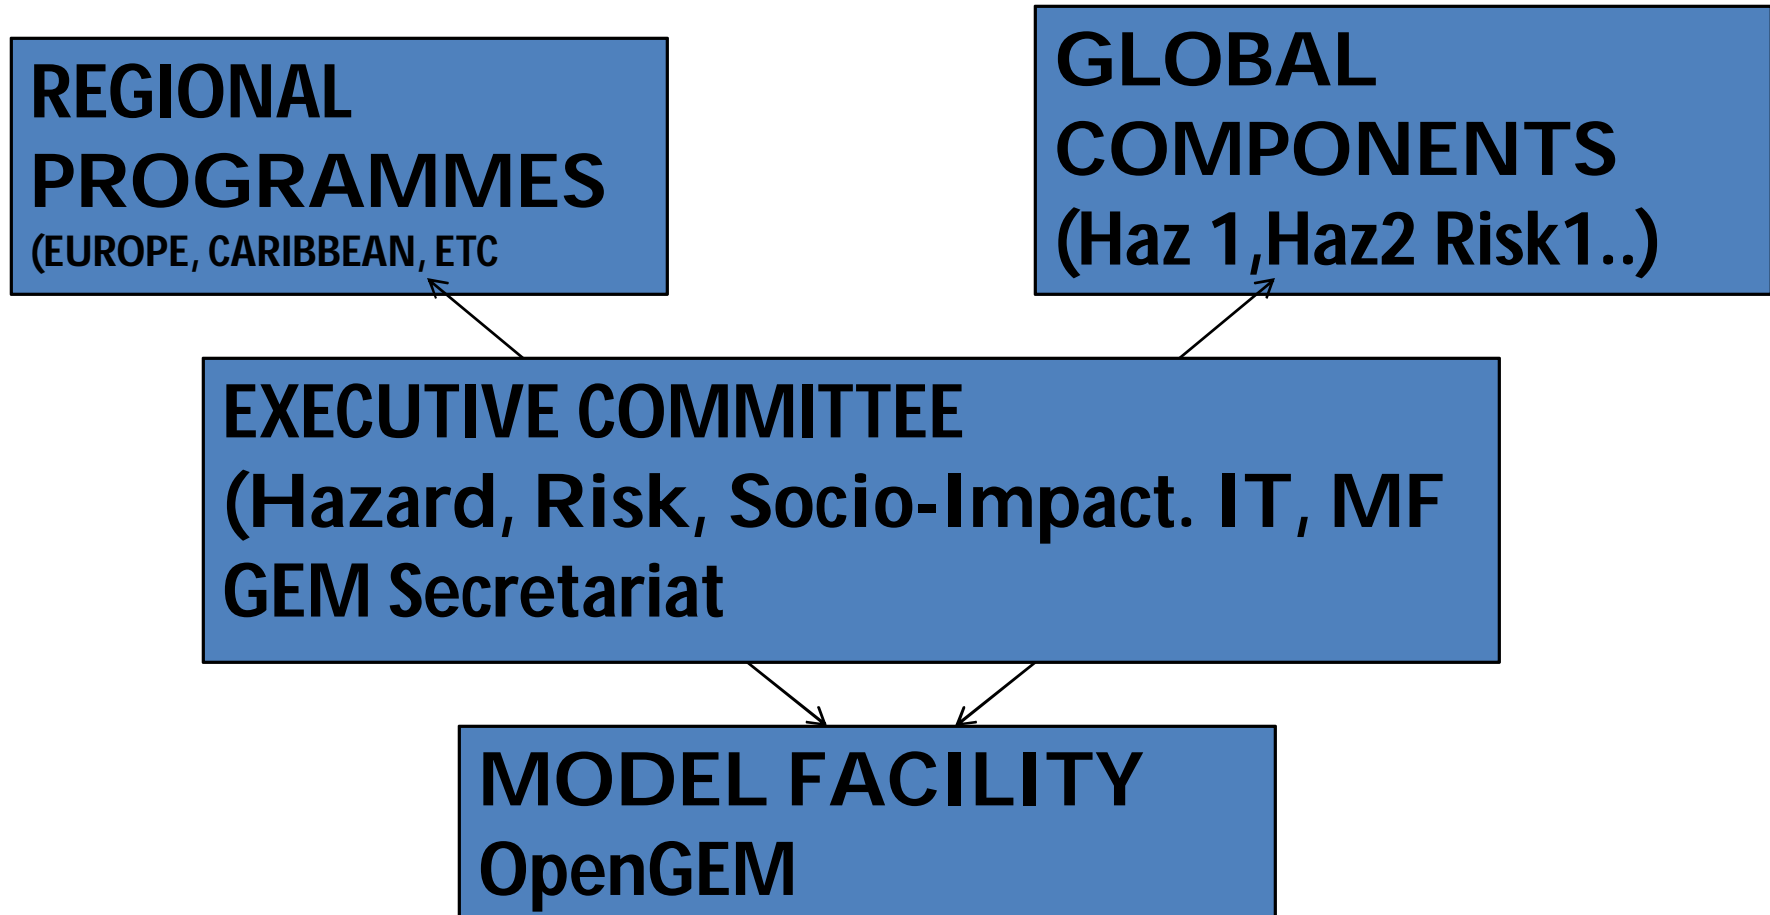 REGIONAL
PROGRAMMES
(EUROPE, CARIBBEAN, ETC
GLOBAL
COMPONENTS
(Haz 1,Haz2 Risk1..)
EXECUTIVE COMMITTEE
(Hazard, Risk, Socio-Impact. IT, MF
GEM Secretariat
MODEL FACILITY
OpenGEM